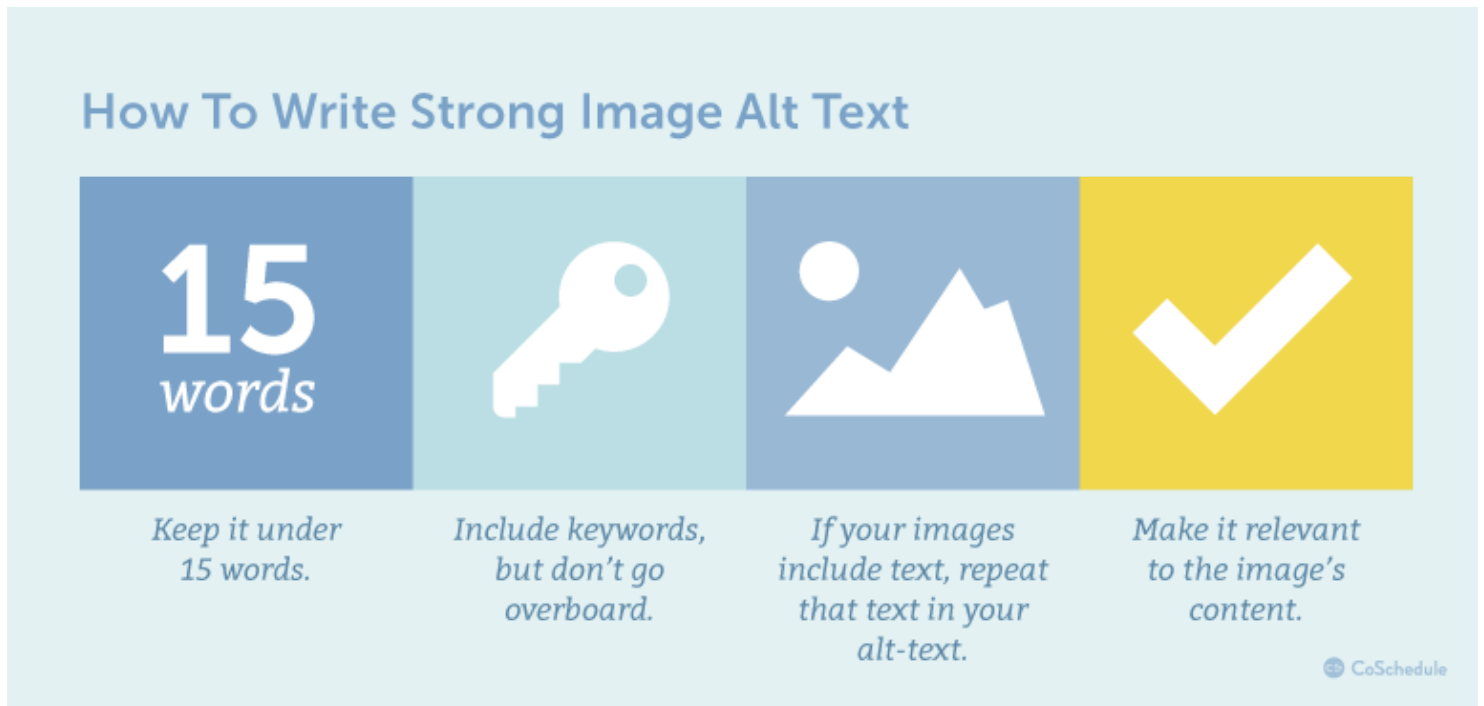 How To Write Strong Image Alt Text
15
words
Keep it under
15 words.
Include keywords,
but don't go
overboard.
If your images
include text, repeat
that text in your
alt-text.
Make it relevant
to the image's
content.
CoSchedule